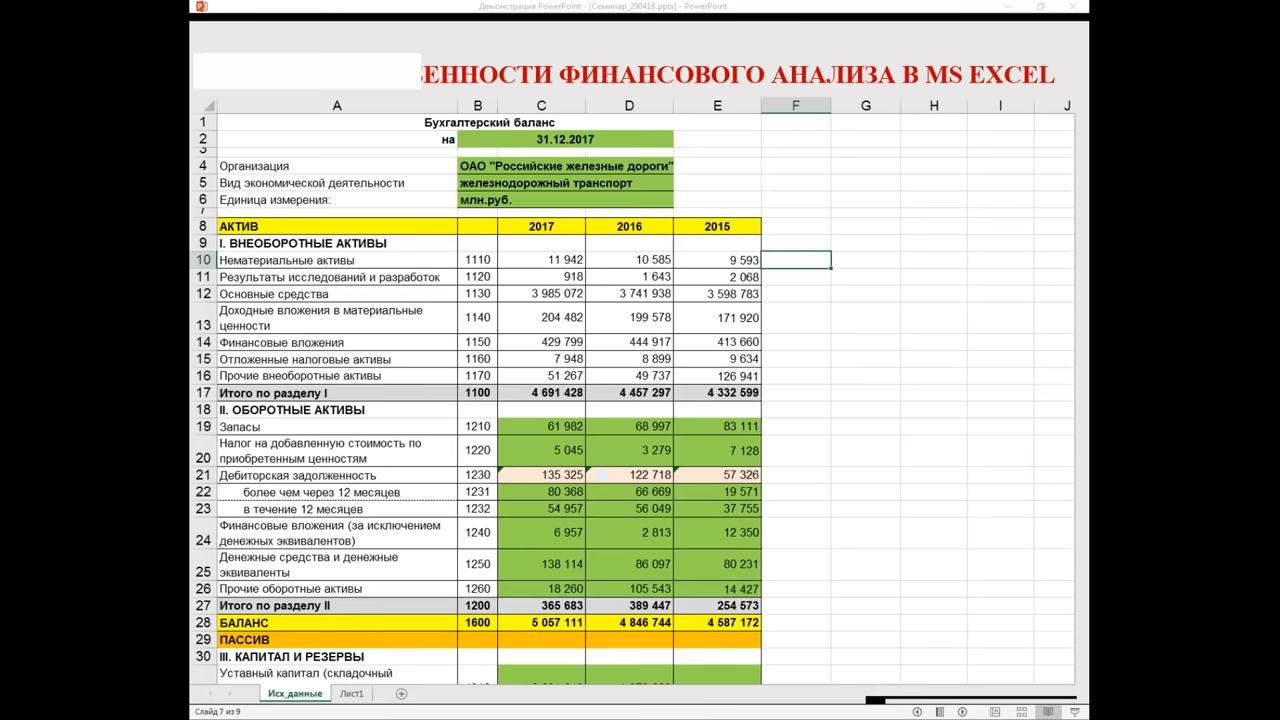 Демонстрация PowerPoint - [Семинар_290418.pptx] - PowerPoint
ЕННОСТИ ФИНАНСОВОГО АНАЛИЗА В MS EXCEL
A B C D E F G H I J
1 Бухгалтерский баланс
2 на 31.12.2017
3
4 Организация ОАО "Российские железные дороги"
5 Вид экономической деятельности железнодорожный транспорт
6 Единица измерения: млн.руб.
7
8 АКТИВ 2017 2016 2015
9 I. ВНЕОБОРОТНЫЕ АКТИВЫ
10 Нематериальные активы 1110 11 942 10 585 9 593
11 Результаты исследований и разработок 1120 918 1 643 2 068
12 Основные средства 1130 3 985 072 3 741 938 3 598 783
Доходные вложения в материальные
13 ценности 1140 204 482 199 578 171 920
14 Финансовые вложения 1150 429 799 444 917 413 660
15 Отложенные налоговые активы 1160 7 948 8 899 9 634
16 Прочие внеоборотные активы 1170 51 267 49 737 126 941
17 Итого по разделу I 1100 4 691 428 4 457 297 4 332 599
18 II. ОБОРОТНЫЕ АКТИВЫ
19 Запасы 1210 61 982 68 997 83 111
Налог на добавленную стоимость по
20 приобретенным ценностям 1220 5 045 3 279 7 128
21 Дебиторская задолженность 1230 135 325 122 718 57 326
22 более чем через 12 месяцев 1231 80 368 66 669 19 571
23 в течение 12 месяцев 1232 54 957 56 049 37 755
Финансовые вложения (за исключением
24 денежных эквивалентов) 1240 6 957 2 813 12 350
Денежные средства и денежные
25 эквиваленты 1250 138 114 86 097 80 231
26 Прочие оборотные активы 1260 18 260 105 543 14 427
27 Итого по разделу II 1200 365 683 389 447 254 573
28 БАЛАНС 1600 5 057 111 4 846 744 4 587 172
29 ПАССИВ
30 III. КАПИТАЛ И РЕЗЕРВЫ
Уставный капитал (складочный
Исх_данные Лист1
Слайд 7 из 9